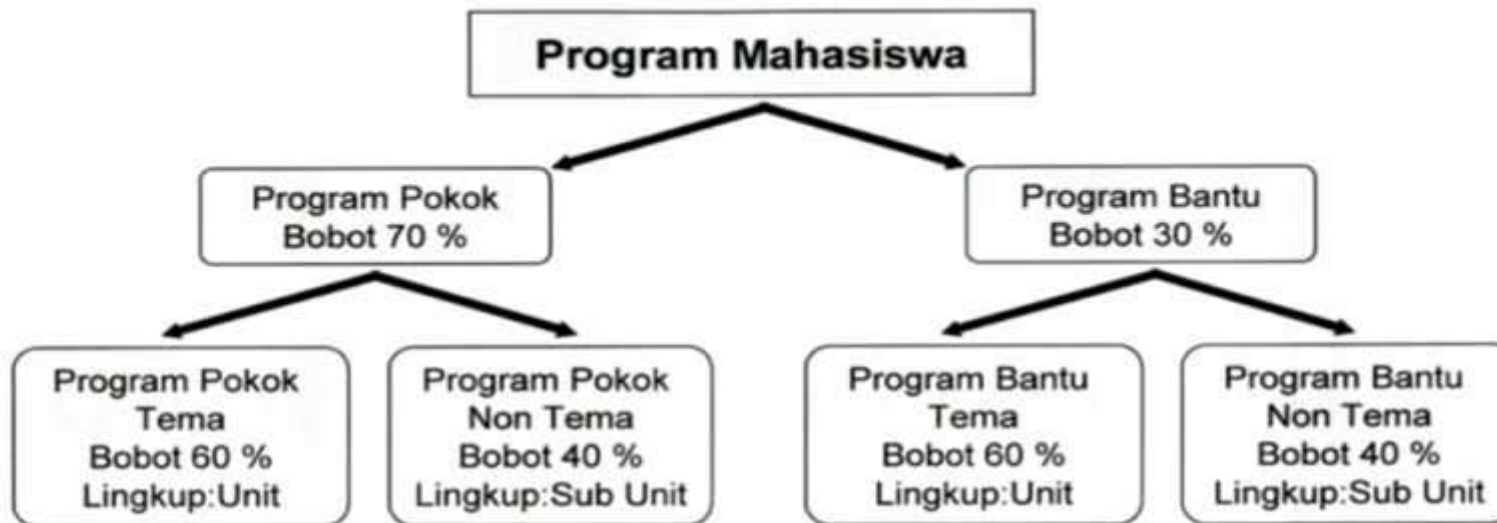 Program Mahasiswa
Program Pokok
Bobot 70 %
Program Bantu
Bobot 30 %
Program Pokok
Tema
Bobot 60 %
Lingkup:Unit
Program Pokok
Non Tema
Bobot 40 %
Lingkup:Sub Unit
Program Bantu
Tema
Bobot 60 %
Lingkup:Unit
Program Bantu
Non Tema
Bobot 40 %
Lingkup:Sub Unit